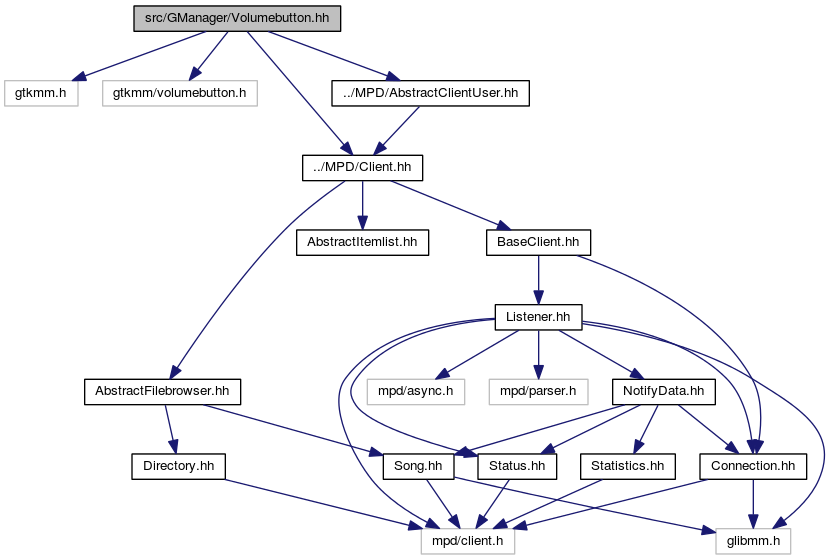 src/GManager/Volumebutton.hh
gtkmm.h
gtkmm/volumebutton.h
../MPD/AbstractClientUser.hh
../MPD/Client.hh
AbstractItemlist.hh
BaseClient.hh
Listener.hh
AbstractFilebrowser.hh
mpd/async.h
mpd/parser.h
NotifyData.hh
Directory.hh
Song.hh
Status.hh
Statistics.hh
Connection.hh
mpd/client.h
glibmm.h